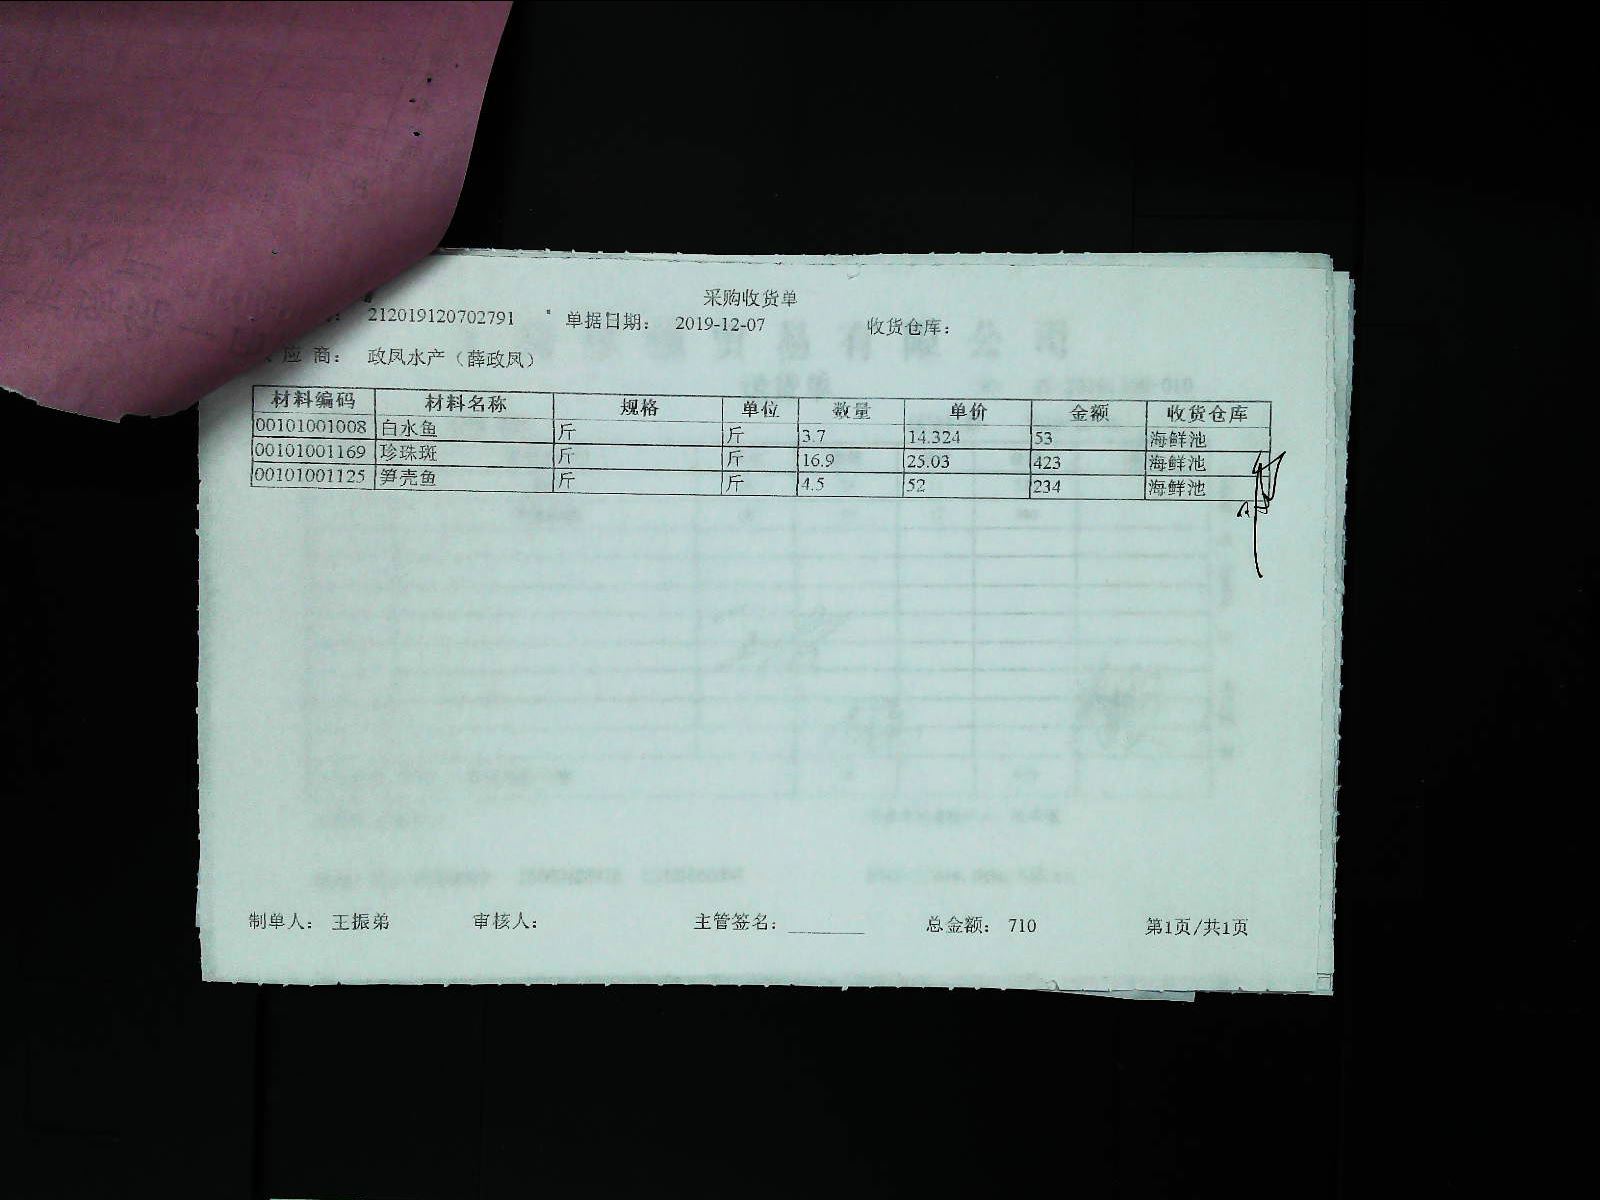 采购收货单
212019120702791 单据日期： 2019-12-07 收货仓库：
应 商： 政凤水产（薛政凤）
材料编码 材料名称 规格 单位 数量 单价 金额 收货仓库
00101001008 白水鱼 斤 斤 3.7 14.324 53 海鲜池
00101001169 珍珠斑 斤 斤 16.9 25.03 423 海鲜池
00101001125 笋壳鱼 斤 斤 4.5 52 234 海鲜池
制单人： 王振弟 审核人： 主管签名： 总金额： 710 第1页/共1页